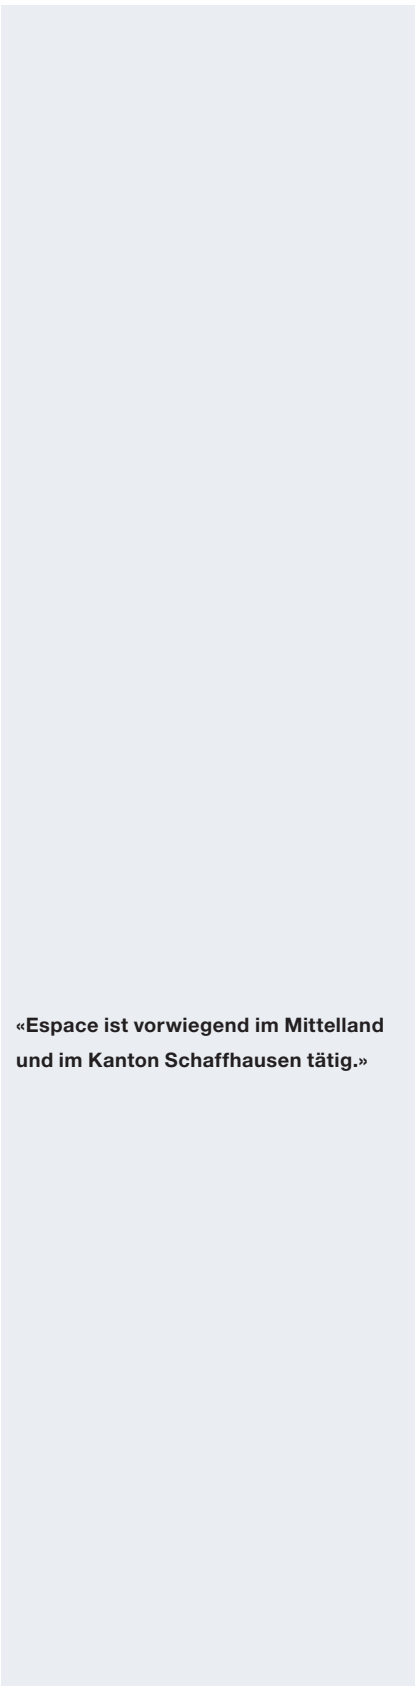 «Espace ist vorwiegend im Mittelland
und im Kanton Schaffhausen tätig.»